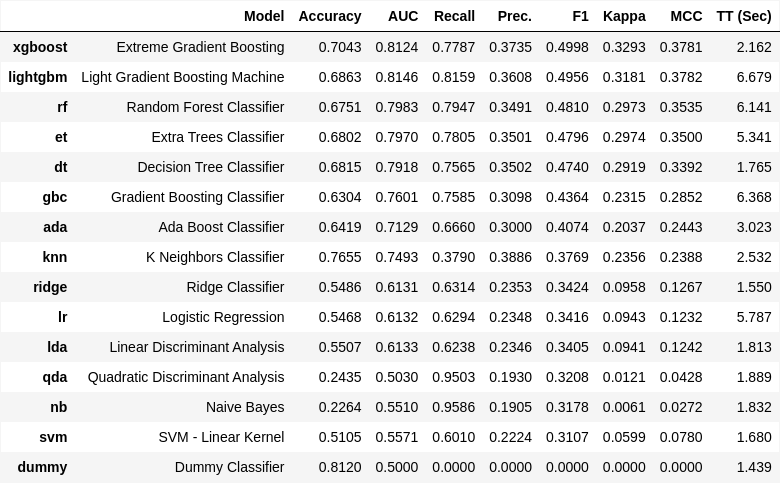 Model Accuracy AUC Recall Prec. F1 Kappa MCC TT (Sec)
xgboost Extreme Gradient Boosting 0.7043 0.8124 0.7787 0.3735 0.4998 0.3293 0.3781 2.162
lightgbm Light Gradient Boosting Machine 0.6863 0.8146 0.8159 0.3608 0.4956 0.3181 0.3782 6.679
rf Random Forest Classifier 0.6751 0.7983 0.7947 0.3491 0.4810 0.2973 0.3535 6.141
et Extra Trees Classifier 0.6802 0.7970 0.7805 0.3501 0.4796 0.2974 0.3500 5.341
dt Decision Tree Classifier 0.6815 0.7918 0.7565 0.3502 0.4740 0.2919 0.3392 1.765
gbc Gradient Boosting Classifier 0.6304 0.7601 0.7585 0.3098 0.4364 0.2315 0.2852 6.368
ada Ada Boost Classifier 0.6419 0.7129 0.6660 0.3000 0.4074 0.2037 0.2443 3.023
knn K Neighbors Classifier 0.7655 0.7493 0.3790 0.3886 0.3769 0.2356 0.2388 2.532
ridge Ridge Classifier 0.5486 0.6131 0.6314 0.2353 0.3424 0.0958 0.1267 1.550
lr Logistic Regression 0.5468 0.6132 0.6294 0.2348 0.3416 0.0943 0.1232 5.787
lda Linear Discriminant Analysis 0.5507 0.6133 0.6238 0.2346 0.3405 0.0941 0.1242 1.813
qda Quadratic Discriminant Analysis 0.2435 0.5030 0.9503 0.1930 0.3208 0.0121 0.0428 1.889
nb Naive Bayes 0.2264 0.5510 0.9586 0.1905 0.3178 0.0061 0.0272 1.832
svm SVM - Linear Kernel 0.5105 0.5571 0.6010 0.2224 0.3107 0.0599 0.0780 1.680
dummy Dummy Classifier 0.8120 0.5000 0.0000 0.0000 0.0000 0.0000 0.0000 1.439